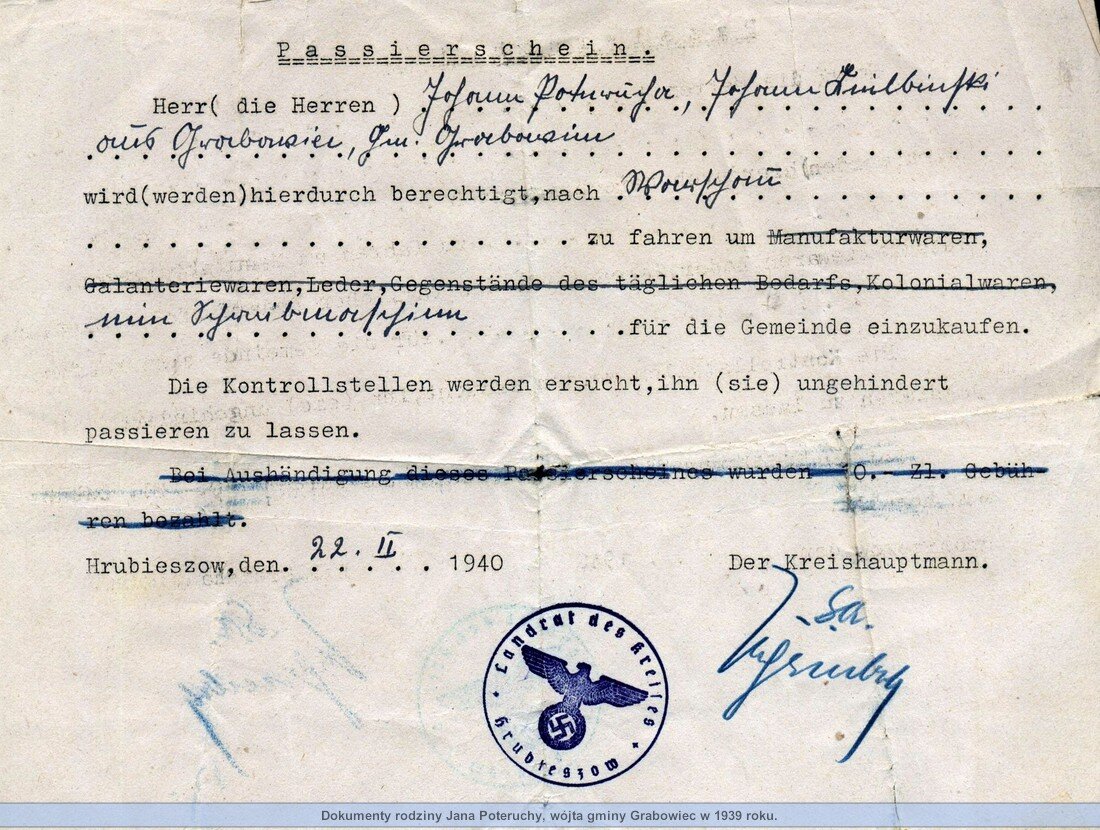 Passierschein.
Herr( die Herren ) Johann Poterucha, Johann
aus Grabowiec, Gm. Grabowiec
wird(werden)hierdurch berechtigt,nach Warschau
zu fahren um Manufakturwaren,
Galanteriewaren,Leder,Gegenstände des täglichen Bedarfs,Kolonialwaren,
eine Schreibmaschine für die Gemeinde einzukaufen.
Die Kontrollstellen werden ersucht,ihn (sie) ungehindert
passieren zu lassen.
Bei Aushändigung dieses Passierscheines wurden 10.- Zl. Gebüh
ren bezahlt.
Hrubieszow,den. 22. II 1940 Der Kreishauptmann.
Landrat des Kreises
Hrubieszow
Dokumenty rodziny Jana Poteruchy, wójta gminy Grabowiec w 1939 roku.